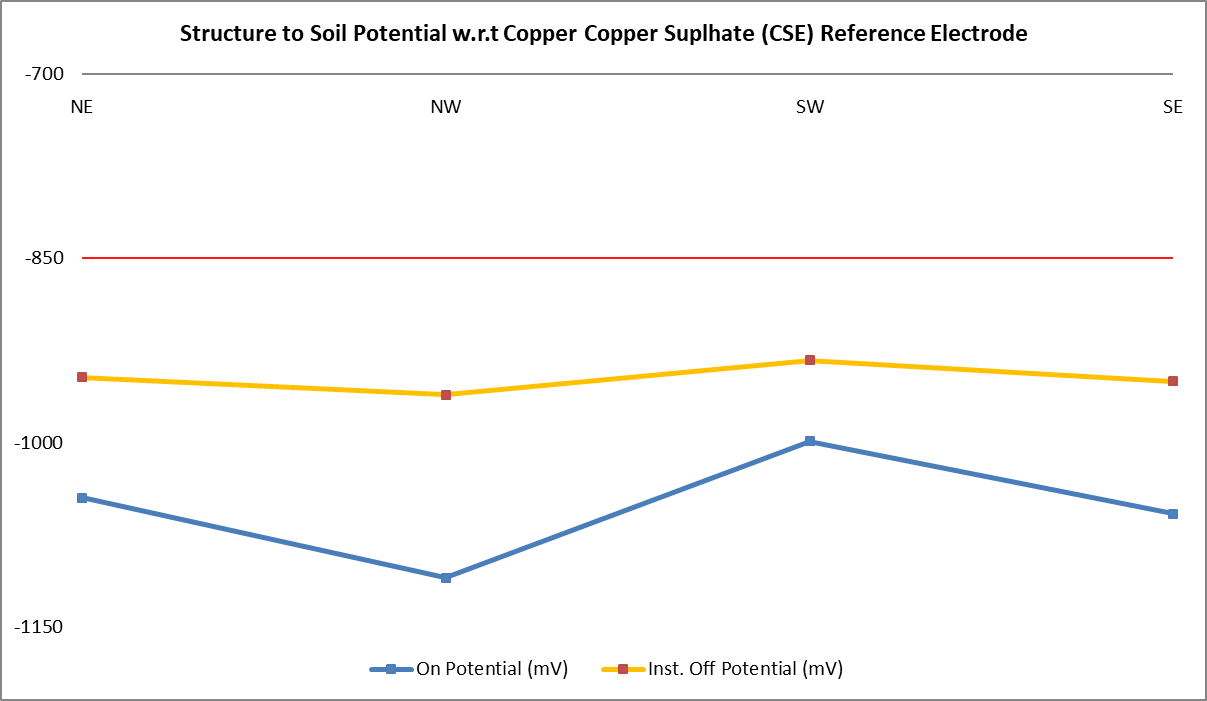 Structure to Soil Potential w.r.t Copper Copper Suplhate (CSE) Reference Electrode
-700
NE NW SW SE
-850
-1000
-1150
On Potential (mV) Inst. Off Potential (mV)